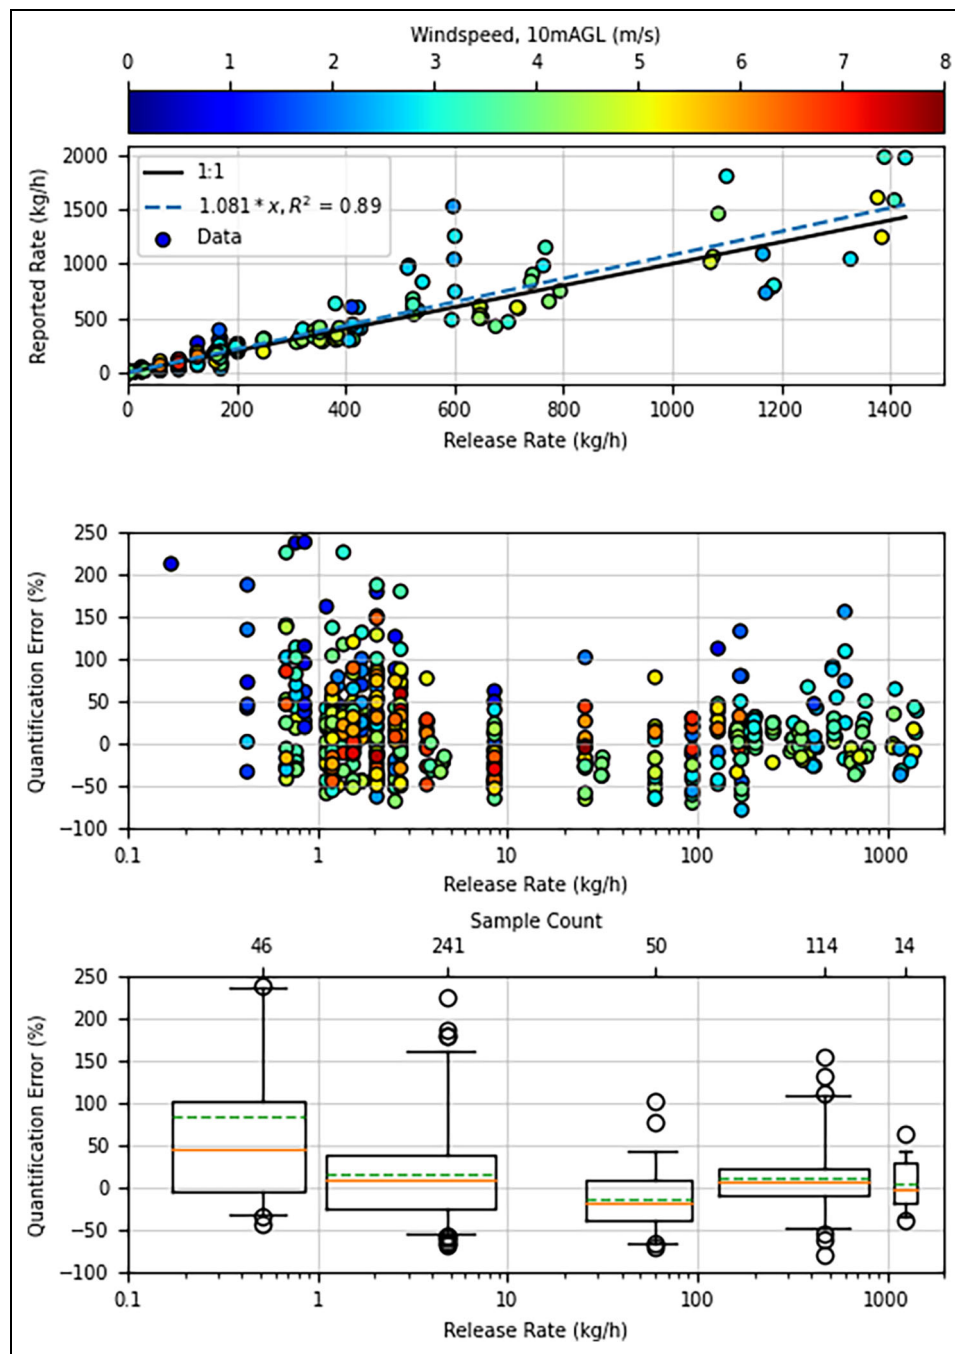 Windspeed, 10mAGL (m/s)
0 1 2 3 4 5 6 7 8
Reported Rate (kg/h)
2000
1500
1000
500
0
1:1
1.081 * x, R² = 0.89
Data
0 200 400 600 800 1000 1200 1400
Release Rate (kg/h)
Quantification Error (%)
250
200
150
100
50
0
−50
−100
0.1 1 10 100 1000
Release Rate (kg/h)
Sample Count
46 241 50 114 14
Quantification Error (%)
250
200
150
100
50
0
−50
−100
0.1 1 10 100 1000
Release Rate (kg/h)